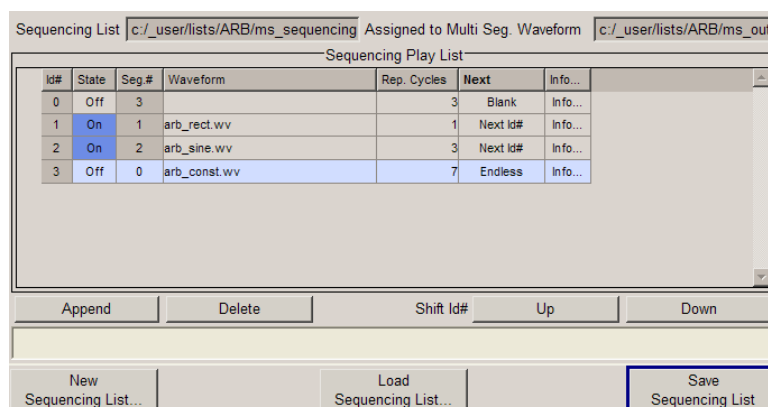 Sequencing List c:/_user/lists/ARB/ms_sequencing Assigned to Multi Seg. Waveform c:/_user/lists/ARB/ms_out
Sequencing Play List
Id# State Seg.# Waveform Rep. Cycles Next Info...
0 Off 3 3 Blank Info...
1 On 1 arb_rect.wv 1 Next Id# Info...
2 On 2 arb_sine.wv 3 Next Id# Info...
3 Off 0 arb_const.wv 7 Endless Info...
Append Delete Shift Id# Up Down
New Load Save
Sequencing List... Sequencing List... Sequencing List